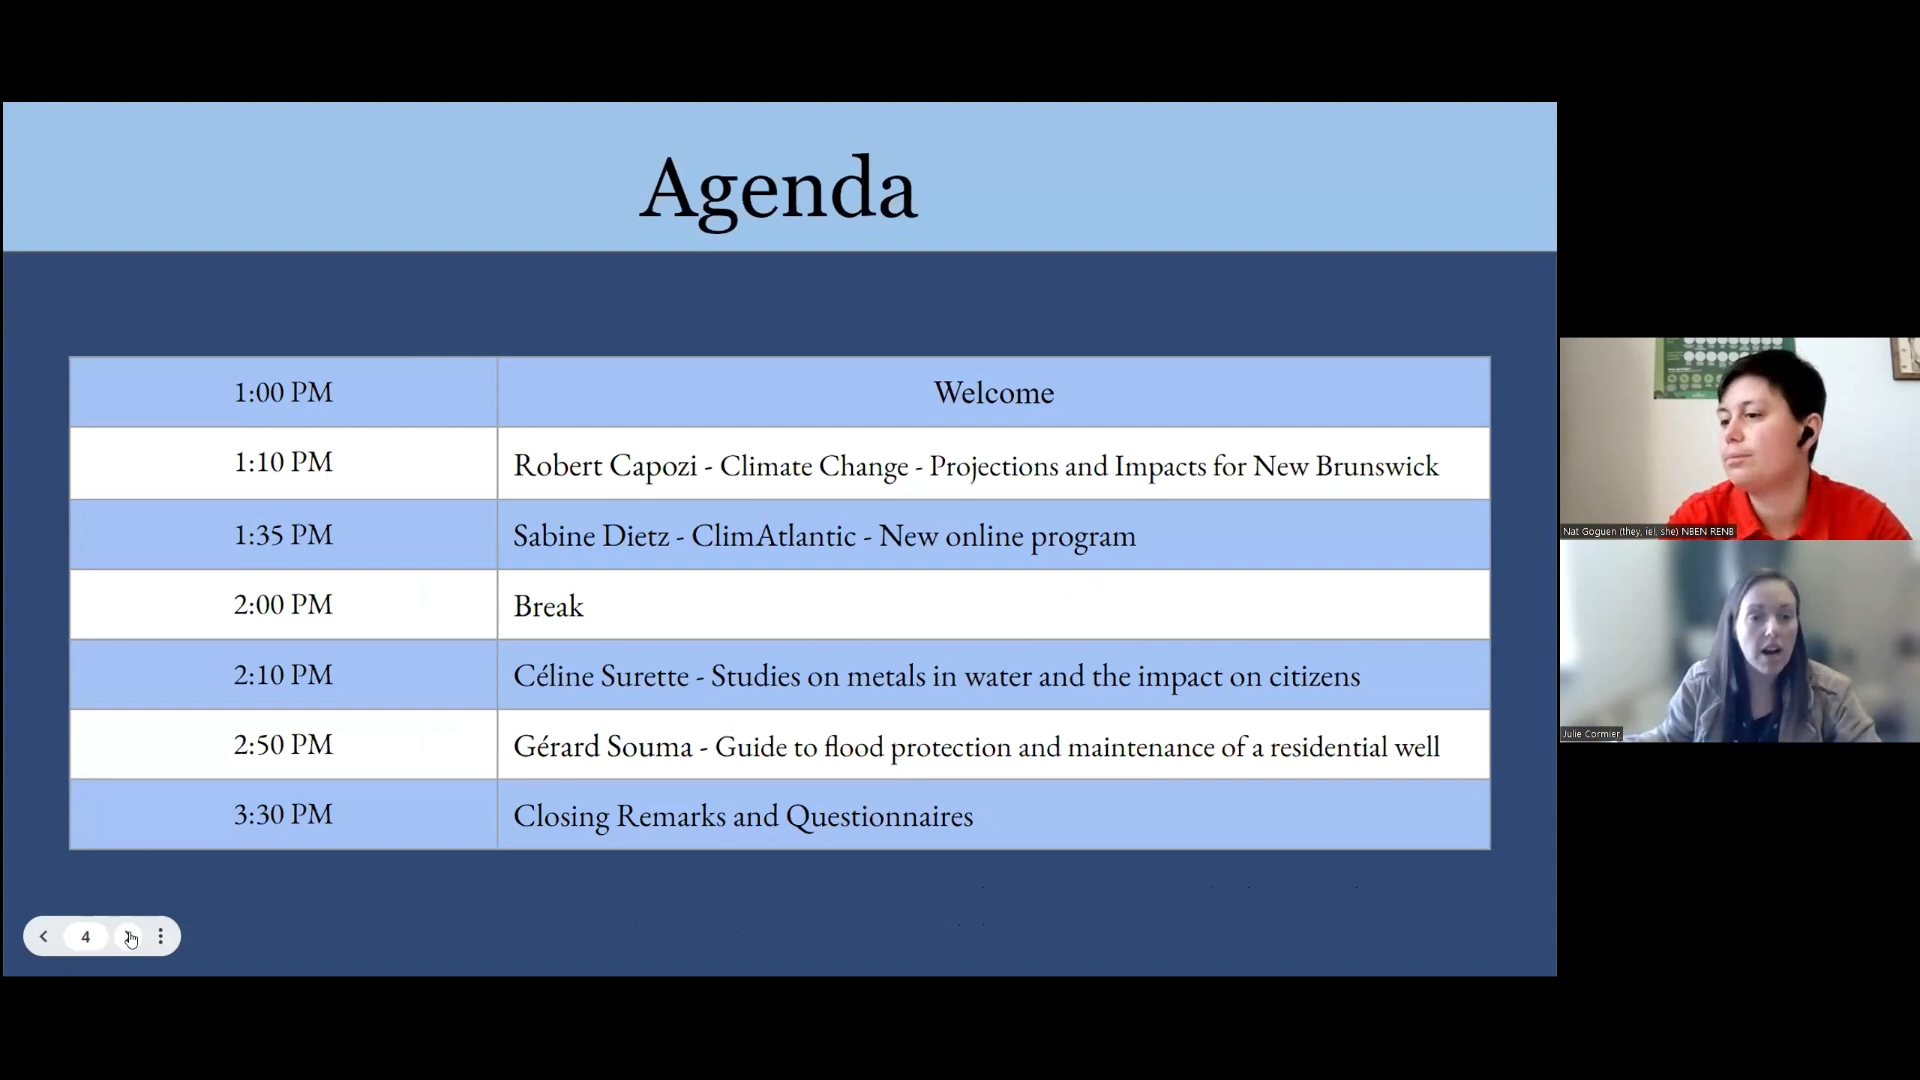 Agenda
1:00 PM Welcome
1:10 PM Robert Capozi - Climate Change - Projections and Impacts for New Brunswick
1:35 PM Sabine Dietz - ClimAtlantic - New online program
2:00 PM Break
2:10 PM Céline Surette - Studies on metals in water and the impact on citizens
2:50 PM Gérard Souma - Guide to flood protection and maintenance of a residential well
3:30 PM Closing Remarks and Questionnaires
4
Nat Goguen (they, iel, she) NBEN RENB
Julie Cormier